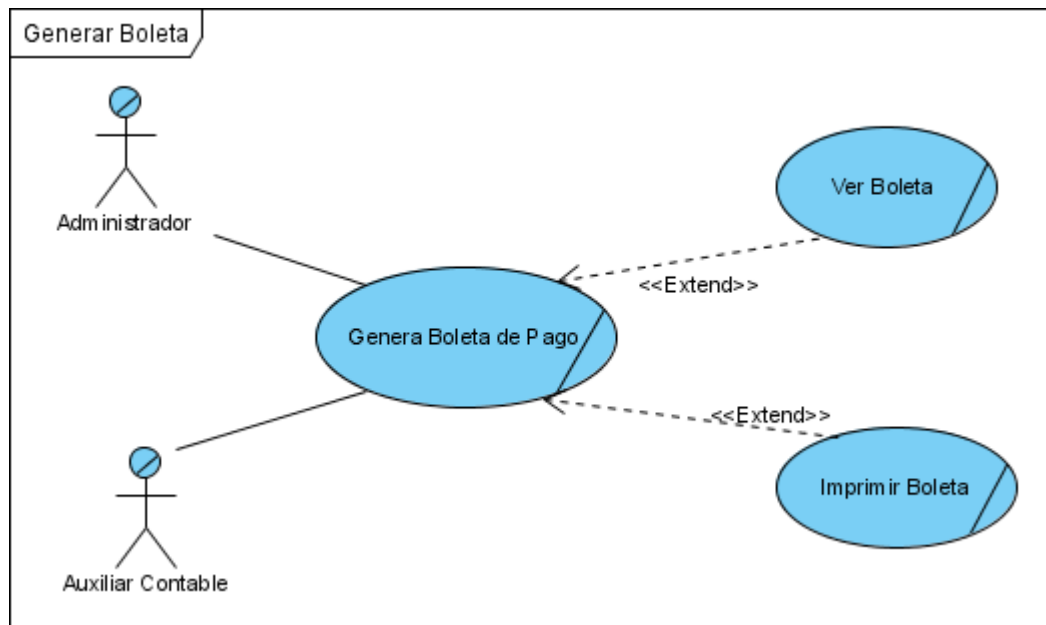 Generar Boleta
Administrador
Ver Boleta
<<Extend>>
Genera Boleta de Pago
<<Extend>>
Imprimir Boleta
Auxiliar Contable